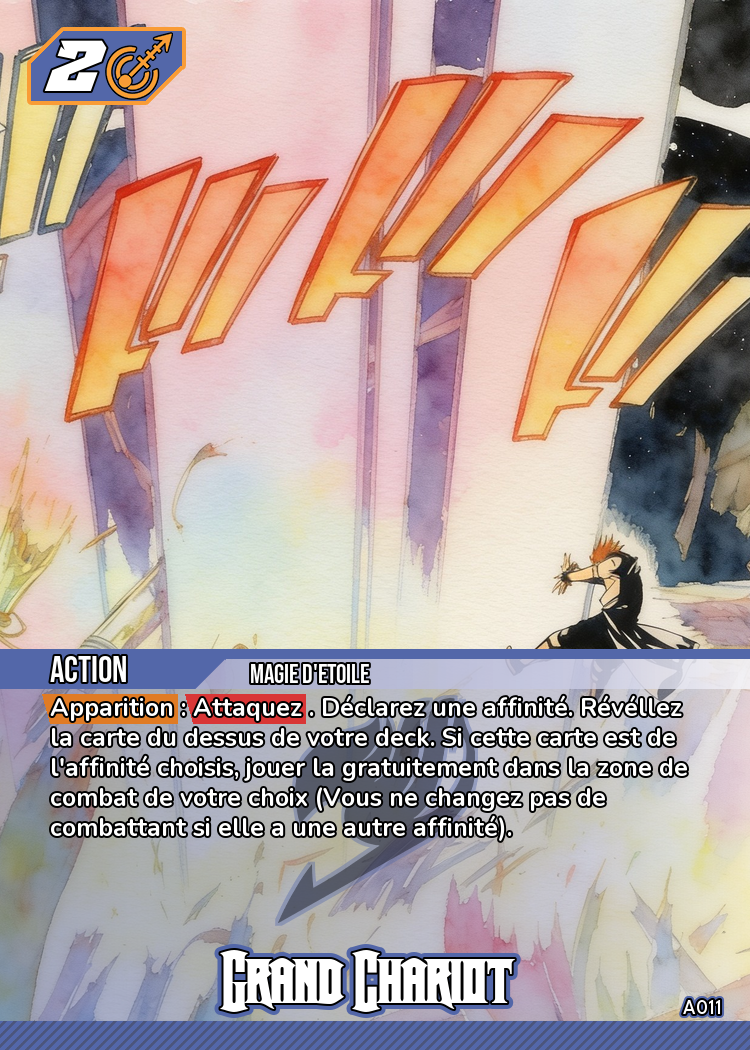 2
ACTION
MAGIE D'ETOILE
Apparition : Attaquez . Déclarez une affinité. Révéllez
la carte du dessus de votre deck. Si cette carte est de
l'affinité choisis, jouer la gratuitement dans la zone de
combat de votre choix (Vous ne changez pas de
combattant si elle a une autre affinité).
GRAND CHARIOT
A011